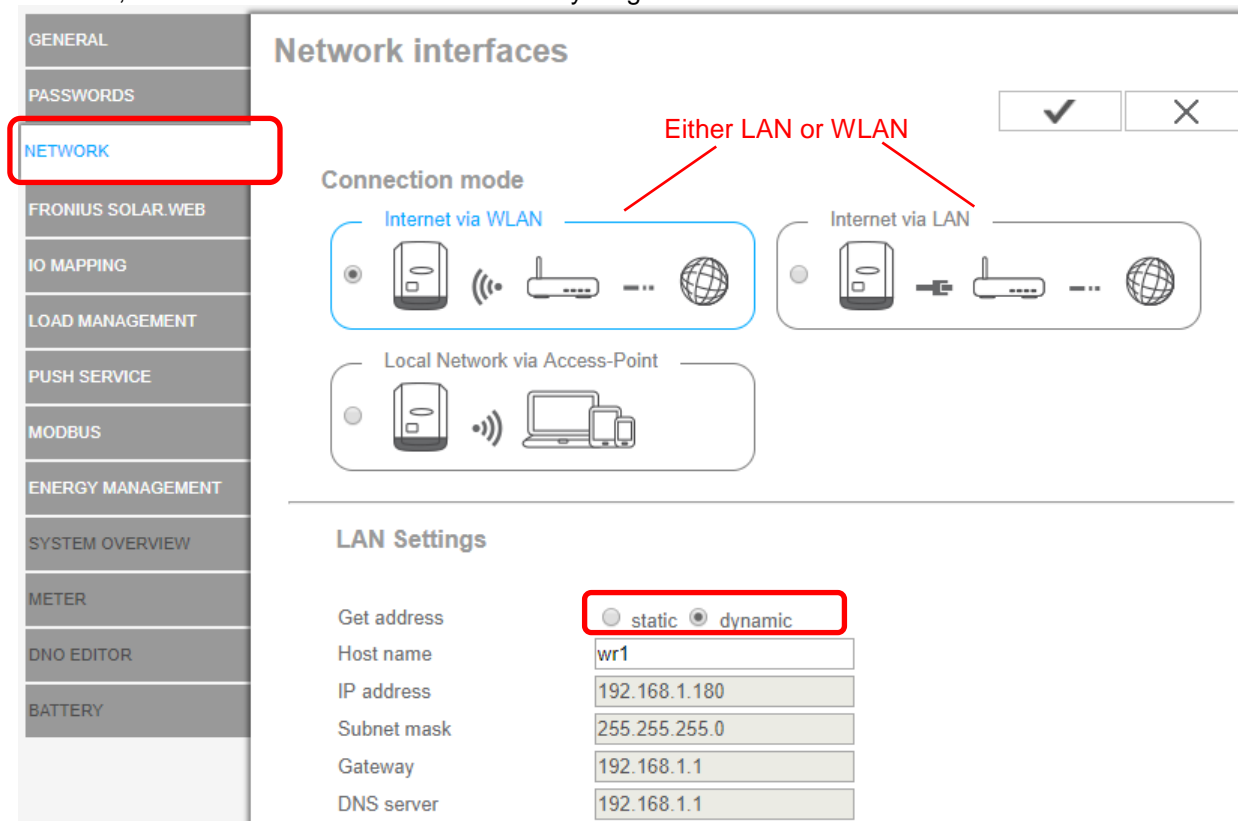 GENERAL
PASSWORDS
NETWORK
FRONIUS SOLAR.WEB
IO MAPPING
LOAD MANAGEMENT
PUSH SERVICE
MODBUS
ENERGY MANAGEMENT
SYSTEM OVERVIEW
METER
DNO EDITOR
BATTERY
Network interfaces
Either LAN or WLAN
Connection mode
Internet via WLAN
Internet via LAN
Local Network via Access-Point
LAN Settings
Get address static dynamic
Host name wr1
IP address 192.168.1.180
Subnet mask 255.255.255.0
Gateway 192.168.1.1
DNS server 192.168.1.1